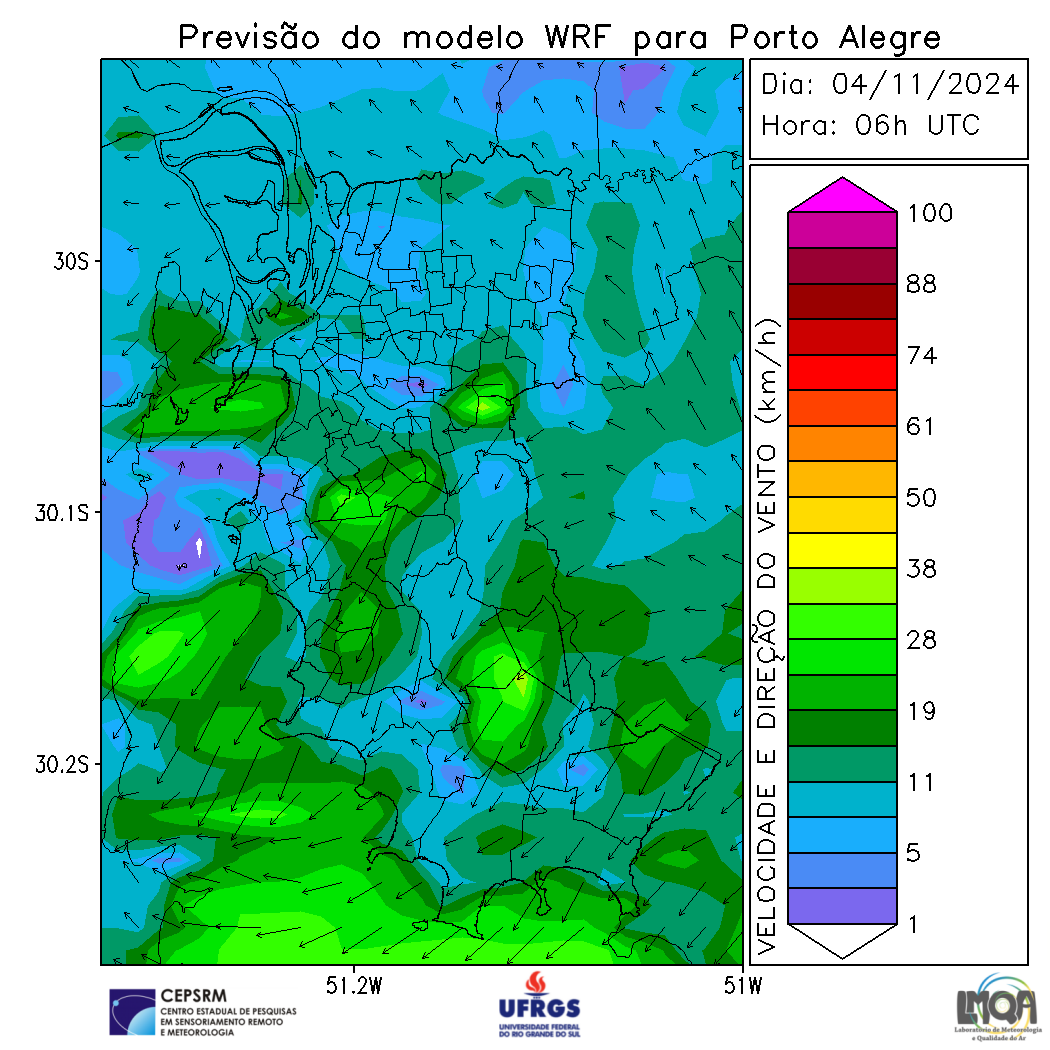 Previsão do modelo WRF para Porto Alegre
Dia: 04/11/2024
Hora: 06h UTC
30S
30.1S
30.2S
51.2W
51W
VELOCIDADE E DIREÇÃO DO VENTO (km/h)
100
88
74
61
50
38
28
19
11
5
1
CEPSRM
CENTRO ESTADUAL DE PESQUISAS
EM SENSORIAMENTO REMOTO
E METEOROLOGIA
UFRGS
UNIVERSIDADE FEDERAL
DO RIO GRANDE DO SUL
LMQA
Laboratório de Meteorologia
e Qualidade do Ar